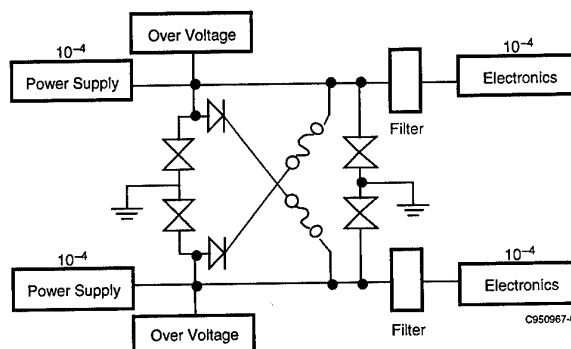 Over Voltage
10–4
Power Supply
10–4
Electronics
Filter
10–4
Power Supply
10–4
Electronics
Over Voltage
Filter
C950967-